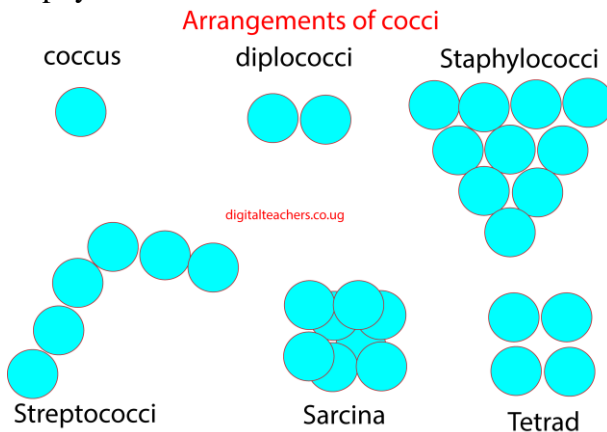 Arrangements of cocci
coccus
diplococci
Staphylococci
digitalteachers.co.ug
Streptococci
Sarcina
Tetrad